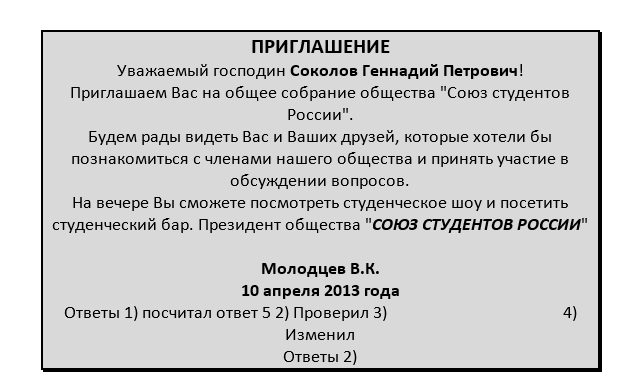 ПРИГЛАШЕНИЕ
Уважаемый господин Соколов Геннадий Петрович!
Приглашаем Вас на общее собрание общества "Союз студентов
России".
Будем рады видеть Вас и Ваших друзей, которые хотели бы
познакомиться с членами нашего общества и принять участие в
обсуждении вопросов.
На вечере Вы сможете посмотреть студенческое шоу и посетить
студенческий бар. Президент общества "СОЮЗ СТУДЕНТОВ РОССИИ"
Молодцев В.К.
10 апреля 2013 года
Ответы 1) посчитал ответ 5 2) Проверил 3) 4)
Изменил
Ответы 2)